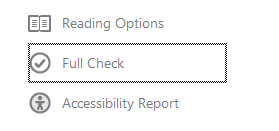 Reading Options
Full Check
Accessibility Report